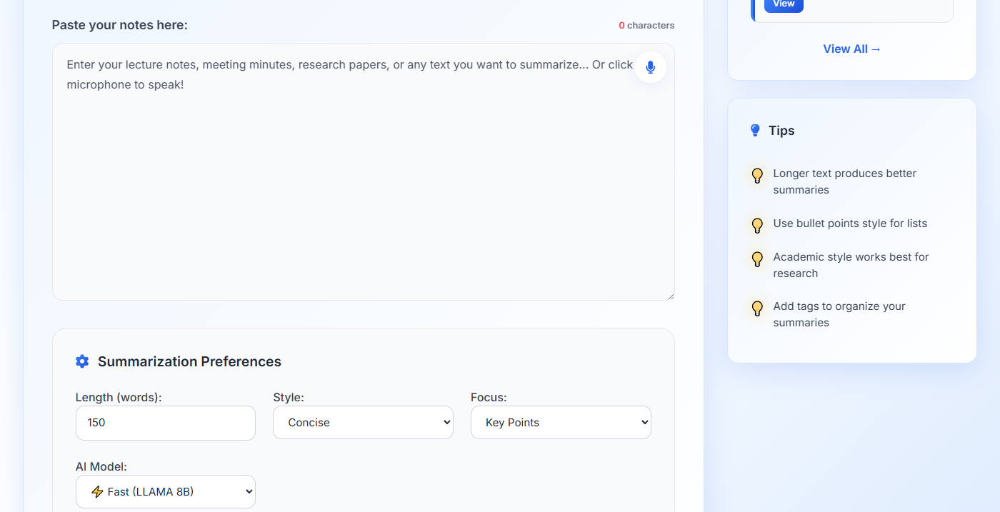 Paste your notes here:
0 characters
Enter your lecture notes, meeting minutes, research papers, or any text you want to summarize... Or click
microphone to speak!
Summarization Preferences
Length (words):
150
Style:
Concise
Focus:
Key Points
AI Model:
⚡ Fast (LLAMA 8B)
View
View All →
Tips
Longer text produces better
summaries
Use bullet points style for lists
Academic style works best for
research
Add tags to organize your
summaries